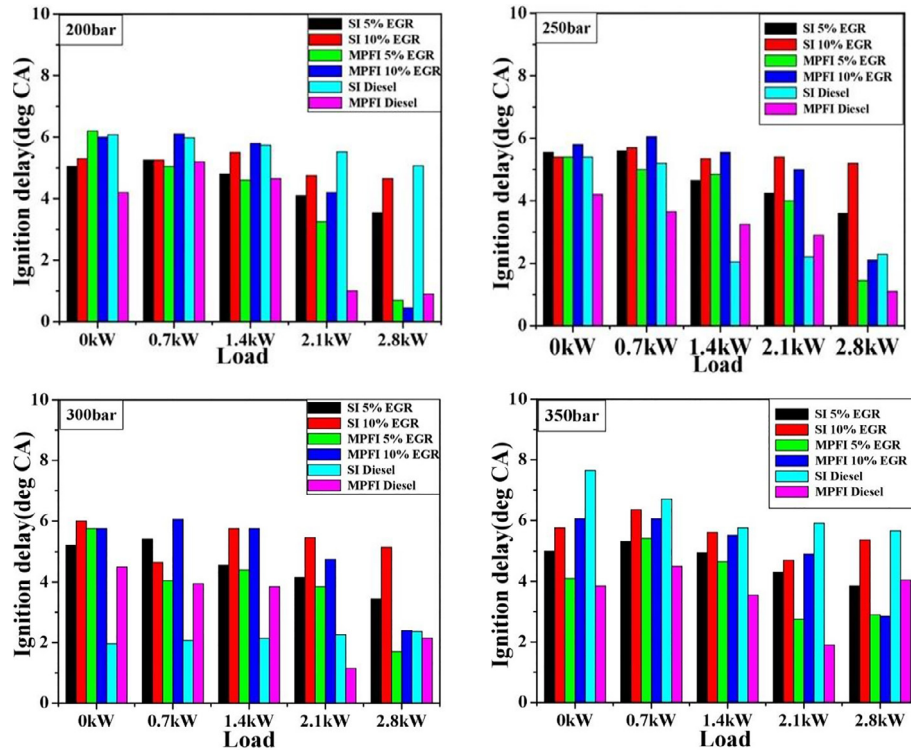 200bar
SI 5% EGR
SI 10% EGR
MPFI 5% EGR
MPFI 10% EGR
SI Diesel
MPFI Diesel
Ignition delay(deg CA)
10
8
6
4
2
0
0kW 0.7kW 1.4kW 2.1kW 2.8kW
Load
250bar
SI 5% EGR
SI 10% EGR
MPFI 5% EGR
MPFI 10% EGR
SI Diesel
MPFI Diesel
Ignition delay(deg CA)
10
8
6
4
2
0
0kW 0.7kW 1.4kW 2.1kW 2.8kW
Load
300bar
SI 5% EGR
SI 10% EGR
MPFI 5% EGR
MPFI 10% EGR
SI Diesel
MPFI Diesel
Ignition delay(deg CA)
10
8
6
4
2
0
0kW 0.7kW 1.4kW 2.1kW 2.8kW
Load
350bar
SI 5% EGR
SI 10% EGR
MPFI 5% EGR
MPFI 10% EGR
SI Diesel
MPFI Diesel
Ignition delay(deg CA)
10
8
6
4
2
0
0kW 0.7kW 1.4kW 2.1kW 2.8kW
Load